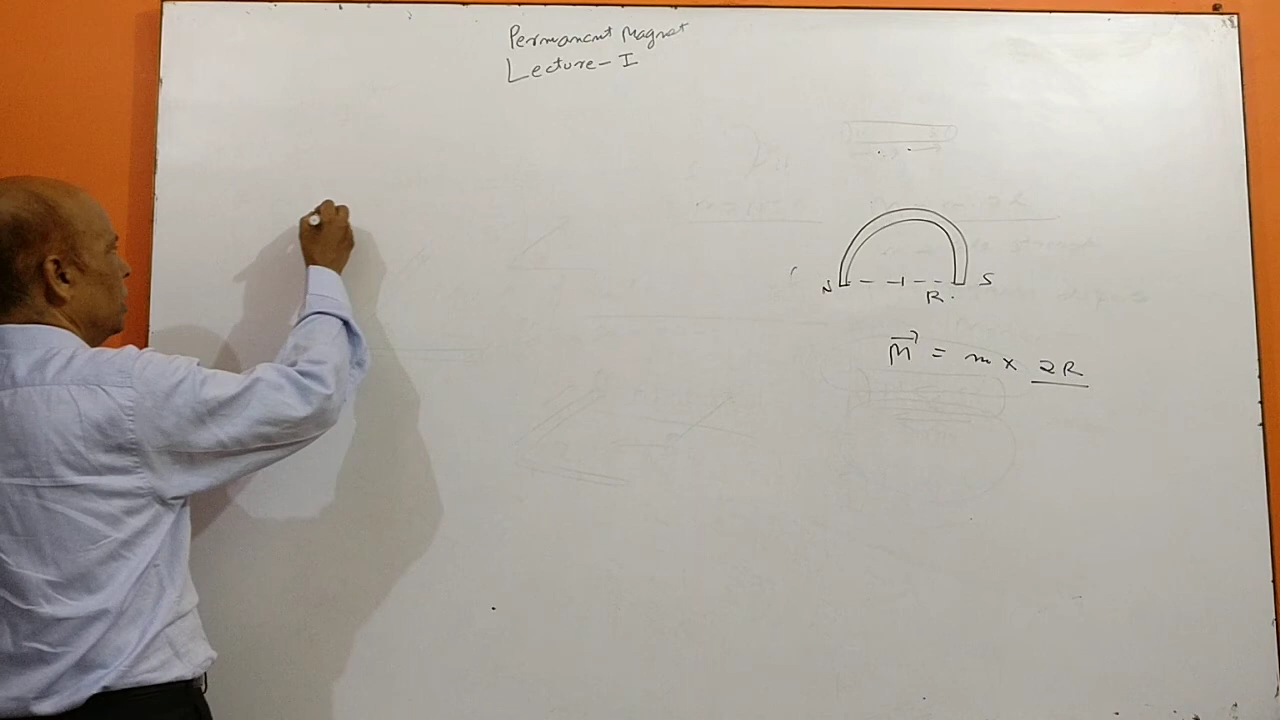 Permanent Magnet
Lecture - I
N S
R.
M⃗ = m × 2R